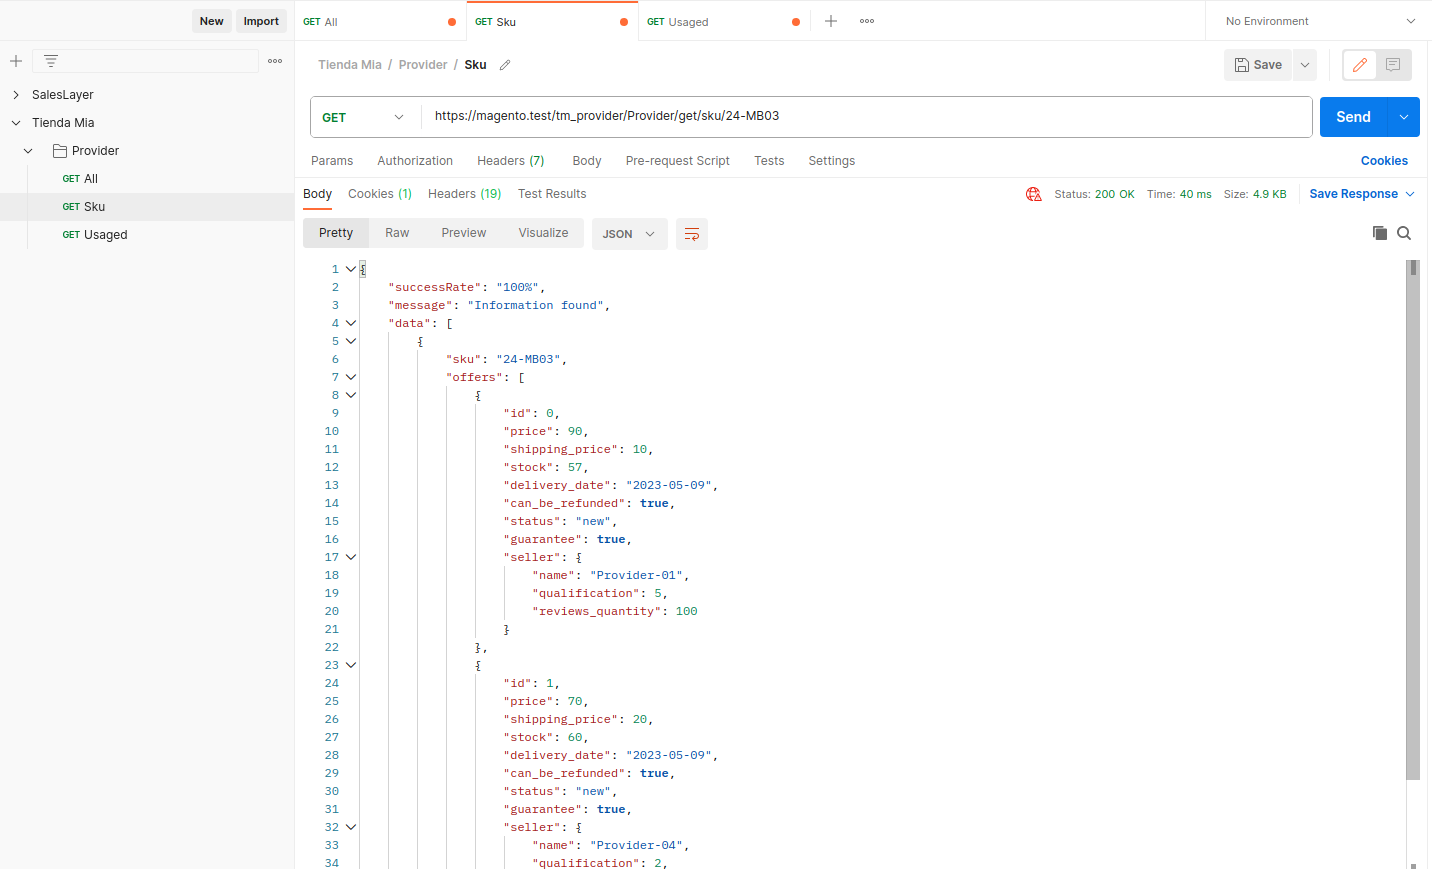 New Import
GET All
GET Sku
GET Usaged
No Environment
SalesLayer
Tienda Mia
Provider
GET All
GET Sku
GET Usaged
TIenda Mia / Provider / Sku
Save
GET
https://magento.test/tm_provider/Provider/get/sku/24-MB03
Send
Params Authorization Headers (7) Body Pre-request Script Tests Settings Cookies
Body Cookies (1) Headers (19) Test Results Status: 200 OK Time: 40 ms Size: 4.9 KB Save Response
Pretty Raw Preview Visualize JSON
1 {
2 "successRate": "100%",
3 "message": "Information found",
4 "data": [
5 {
6 "sku": "24-MB03",
7 "offers": [
8 {
9 "id": 0,
10 "price": 90,
11 "shipping_price": 10,
12 "stock": 57,
13 "delivery_date": "2023-05-09",
14 "can_be_refunded": true,
15 "status": "new",
16 "guarantee": true,
17 "seller": {
18 "name": "Provider-01",
19 "qualification": 5,
20 "reviews_quantity": 100
21 }
22 },
23 {
24 "id": 1,
25 "price": 70,
26 "shipping_price": 20,
27 "stock": 60,
28 "delivery_date": "2023-05-09",
29 "can_be_refunded": true,
30 "status": "new",
31 "guarantee": true,
32 "seller": {
33 "name": "Provider-04",
34 "qualification": 2,